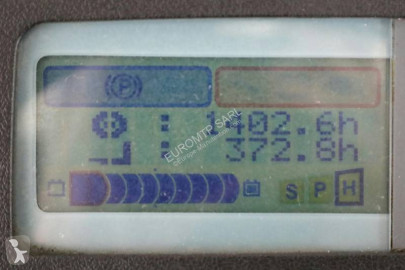 (P)
: 1402.6h
: 372.8h
S P H
EUROMTP SARL